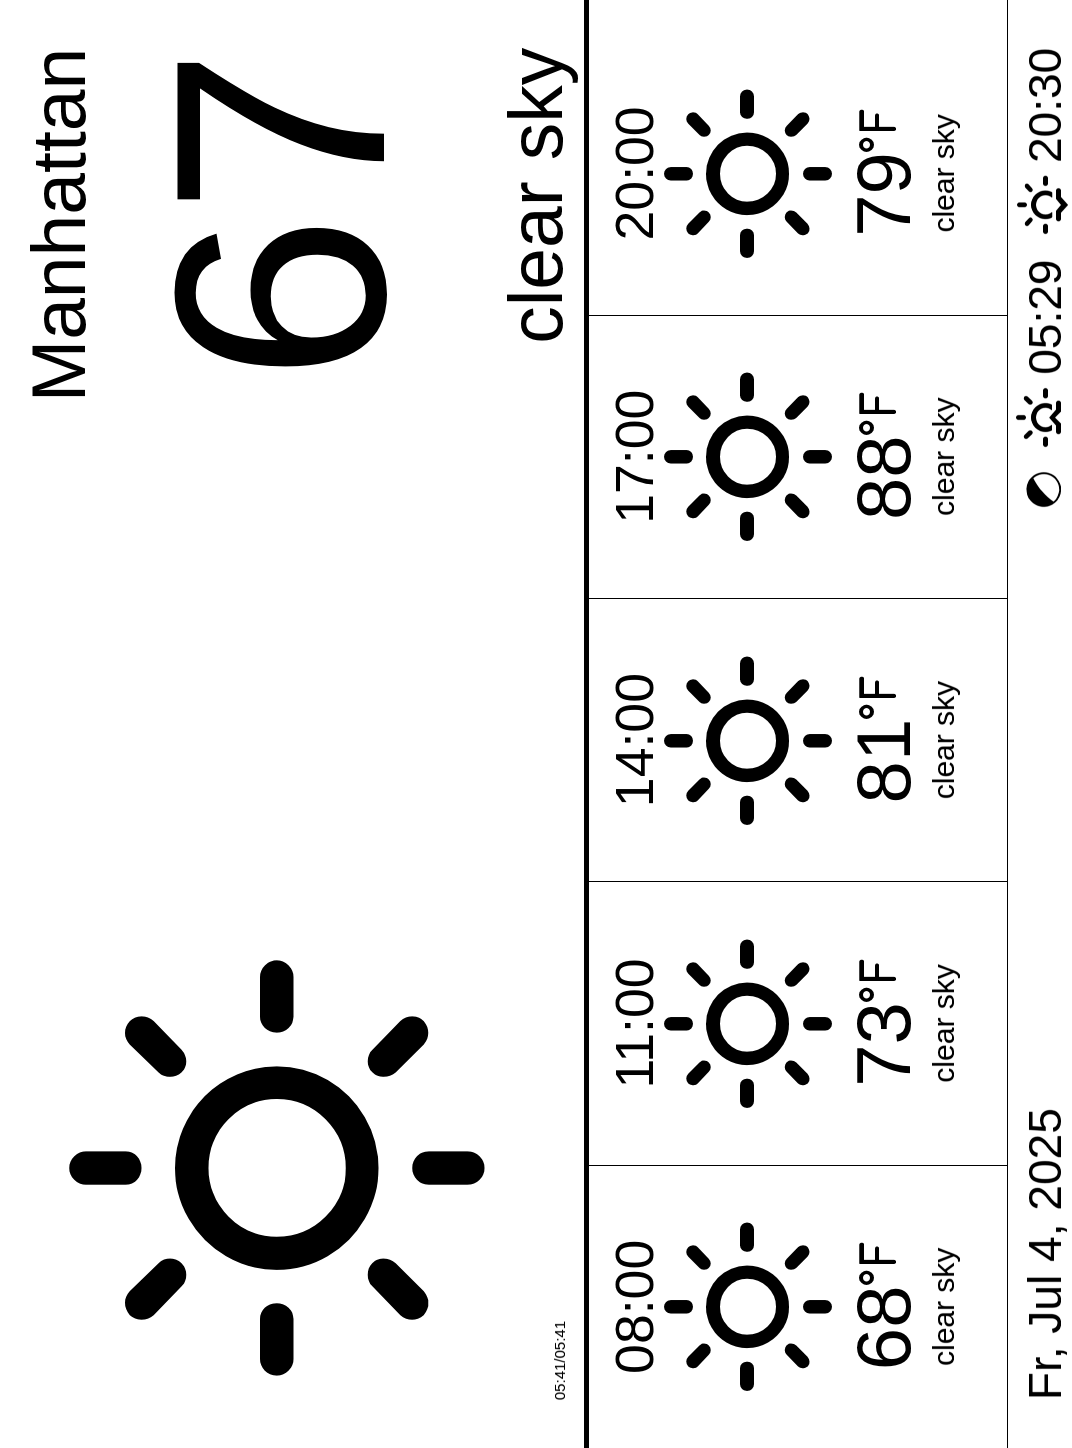 Manhattan
67
clear sky
05:41/05:41
08:00 11:00 14:00 17:00 20:00
68°F 73°F 81°F 88°F 79°F
clear sky clear sky clear sky clear sky clear sky
Fr, Jul 4, 2025 05:29 20:30